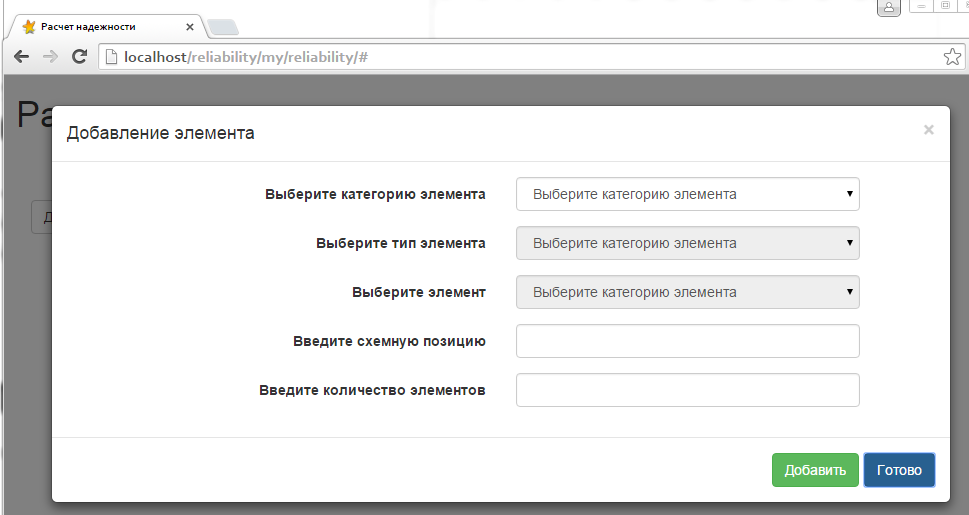 Расчет надежности
localhost/reliability/my/reliability/#
Ра
Добавление элемента
Д
Выберите категорию элемента Выберите категорию элемента
Выберите тип элемента Выберите категорию элемента
Выберите элемент Выберите категорию элемента
Введите схемную позицию
Введите количество элементов
Добавить Готово